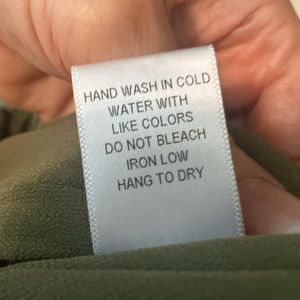 HAND WASH IN COLD
WATER WITH
LIKE COLORS
DO NOT BLEACH
IRON LOW
HANG TO DRY